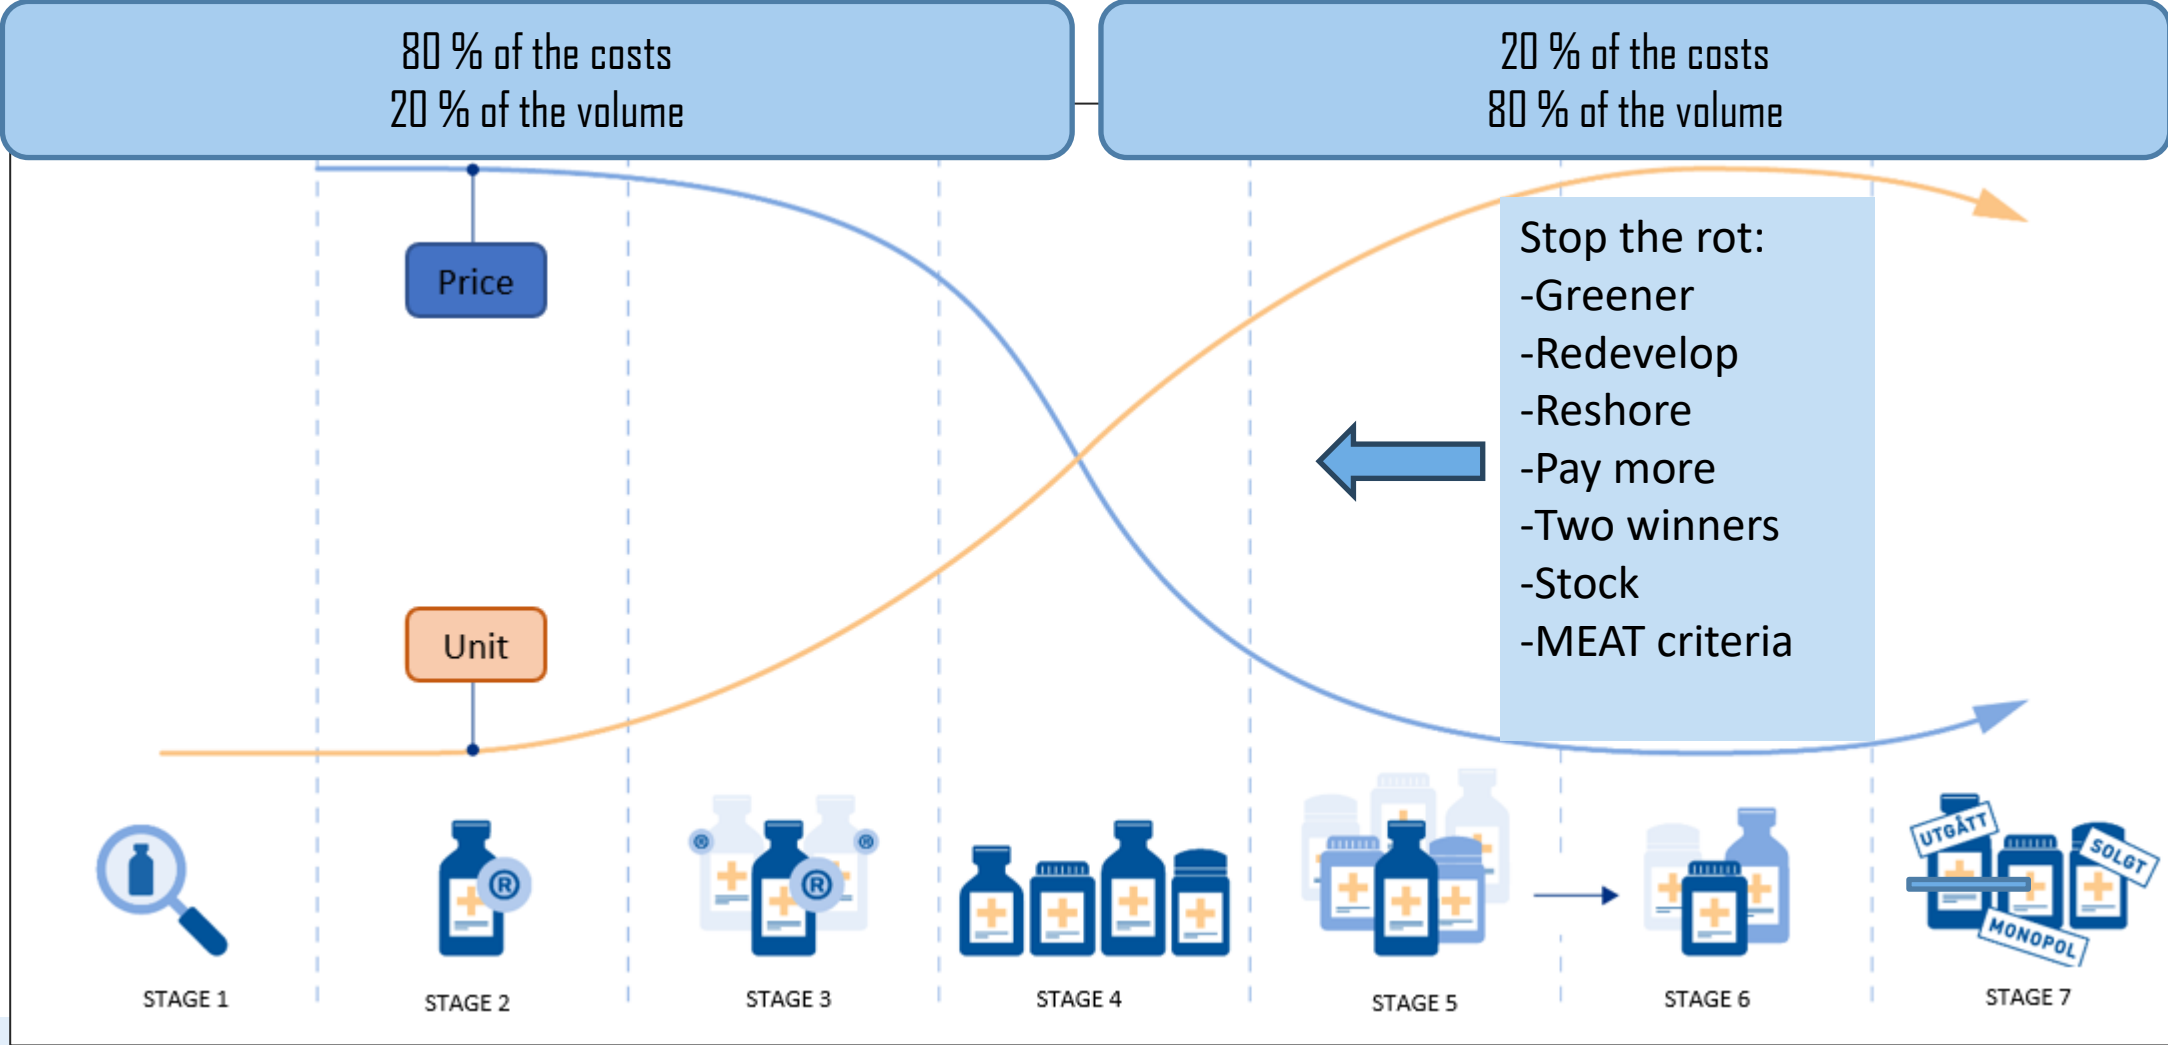 80 % of the costs
20 % of the volume
20 % of the costs
80 % of the volume
Price
Unit
Stop the rot:
-Greener
-Redevelop
-Reshore
-Pay more
-Two winners
-Stock
-MEAT criteria
®
®
®
®
UTGÅTT
SOLGT
MONOPOL
STAGE 1
STAGE 2
STAGE 3
STAGE 4
STAGE 5
STAGE 6
STAGE 7